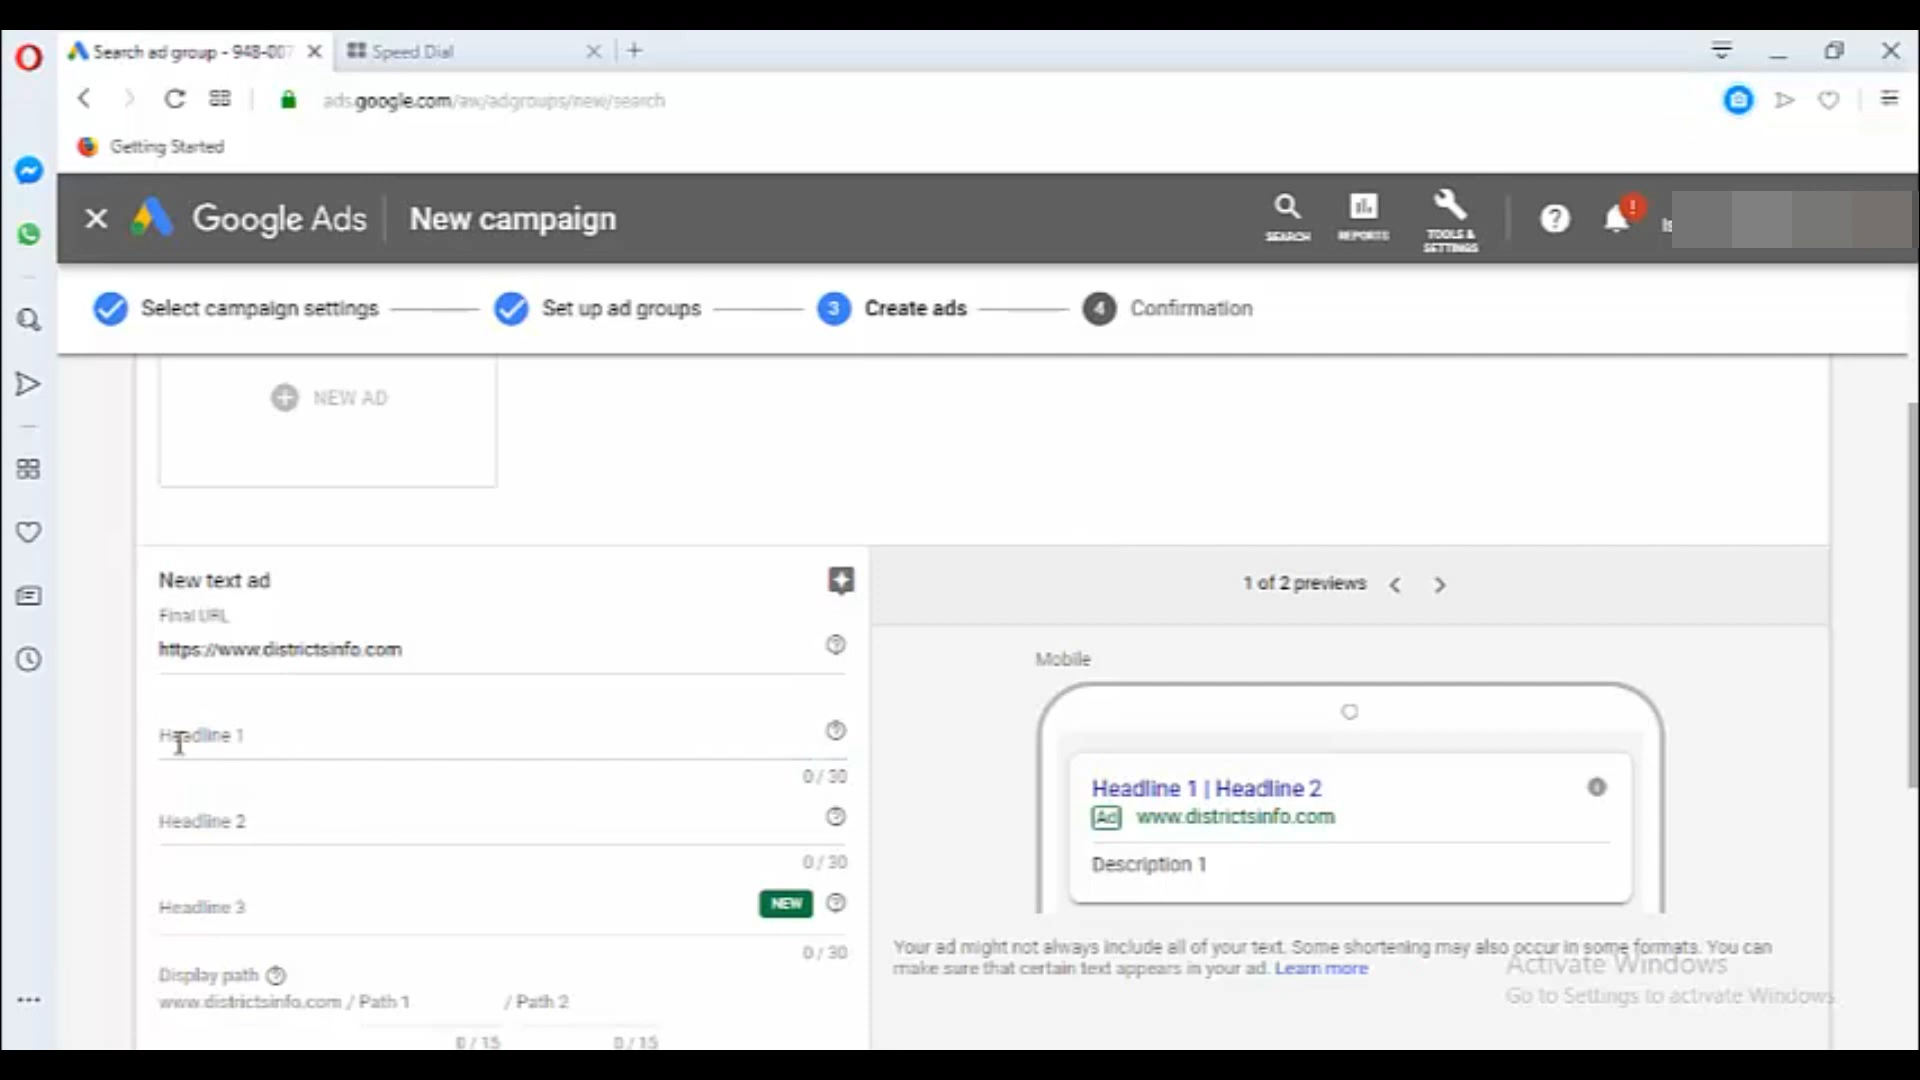 Search ad group - 948-007
Speed Dial
ads.google.com/aw/adgroups/new/search
Getting Started
Google Ads
New campaign
SEARCH
REPORTS
TOOLS & SETTINGS
Select campaign settings
Set up ad groups
3 Create ads
4 Confirmation
NEW AD
New text ad
Final URL
https://www.districtsinfo.com
Headline 1
0 / 30
Headline 2
0 / 30
Headline 3
NEW
0 / 30
Display path
www.districtsinfo.com / Path 1 / Path 2
0 / 15 0 / 15
1 of 2 previews
Mobile
Headline 1 | Headline 2
Ad www.districtsinfo.com
Description 1
Your ad might not always include all of your text. Some shortening may also occur in some formats. You can
make sure that certain text appears in your ad. Learn more
Activate Windows
Go to Settings to activate Windows.